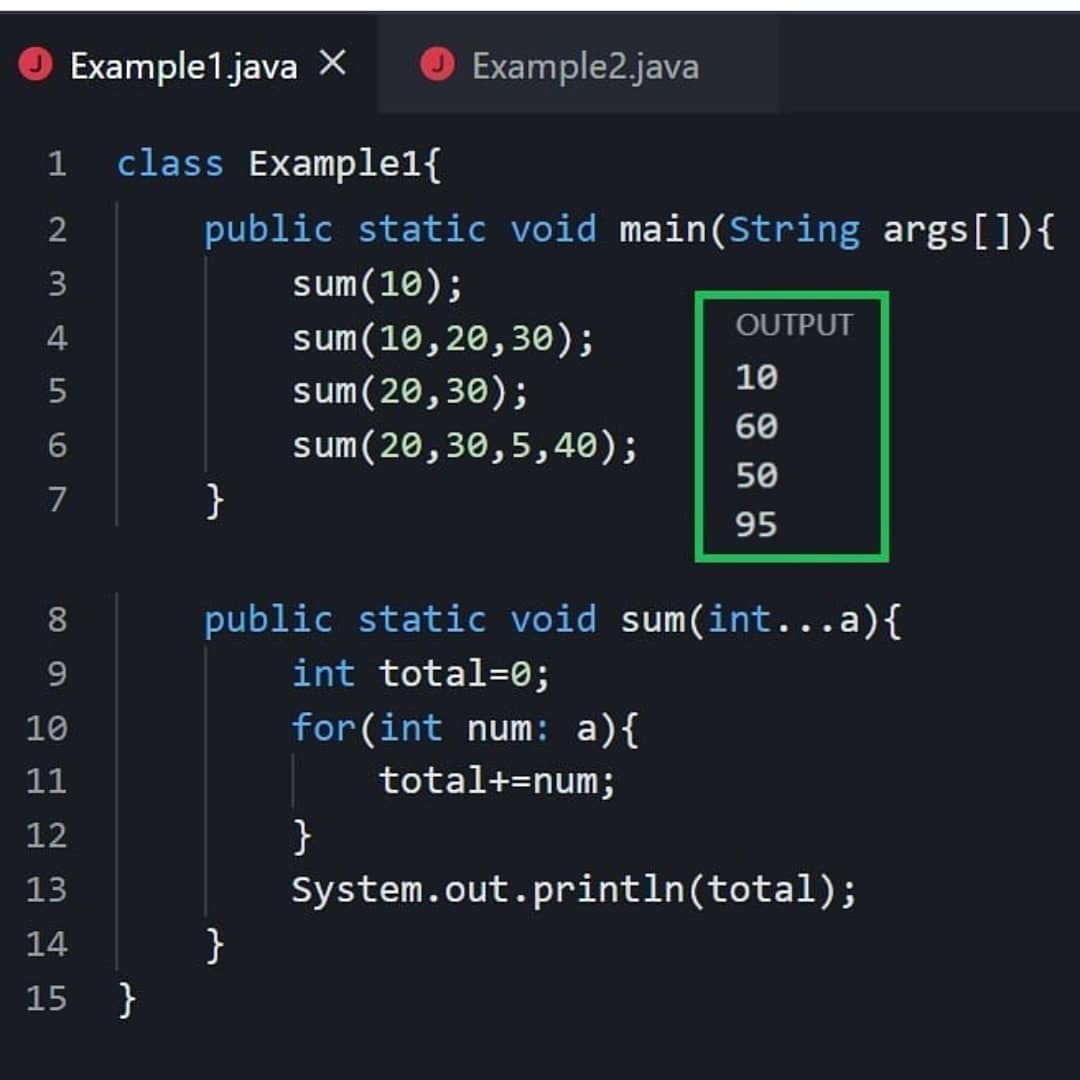 Example1.java ×    Example2.java
1 class Example1{
2     public static void main(String args[]){
3         sum(10);
4         sum(10,20,30);
5         sum(20,30);
6         sum(20,30,5,40);
7     }
OUTPUT
10
60
50
95
8     public static void sum(int...a){
9         int total=0;
10         for(int num: a){
11             total+=num;
12         }
13         System.out.println(total);
14     }
15 }